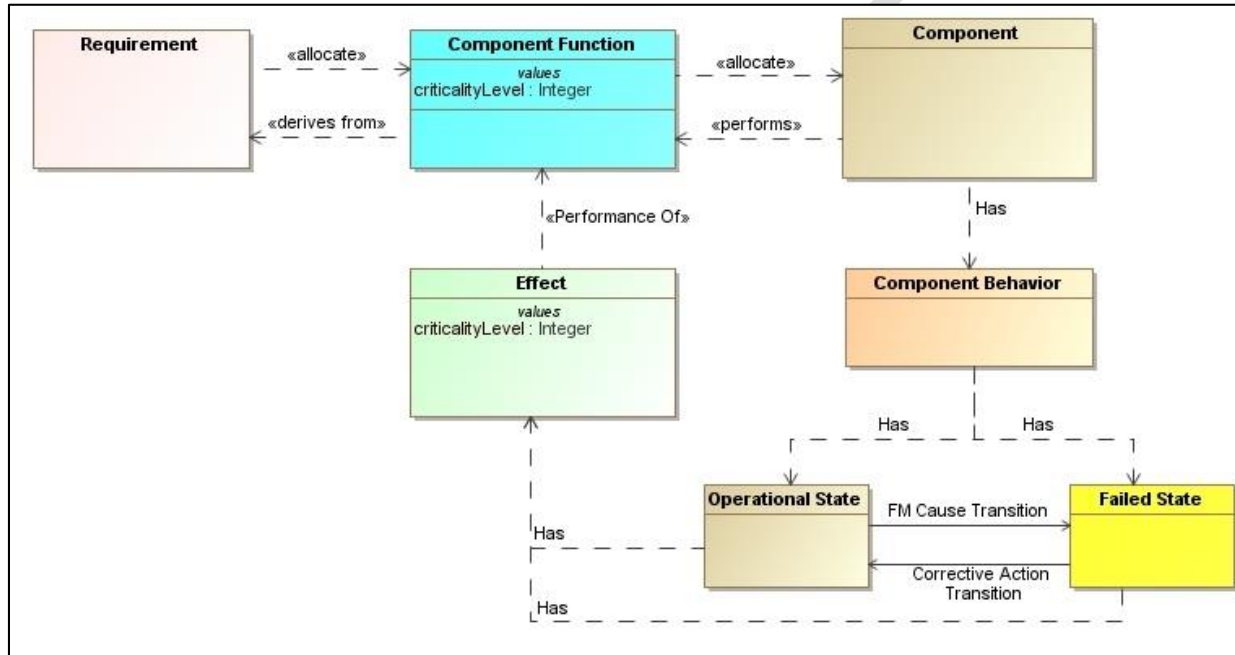 Requirement
«allocate»
«derives from»
Component Function
values
criticalityLevel : Integer
«allocate»
«performs»
Component
«Performance Of»
Has
Effect
values
criticalityLevel : Integer
Component Behavior
Has
Has
Operational State
FM Cause Transition
Failed State
Corrective Action
Transition
Has
Has